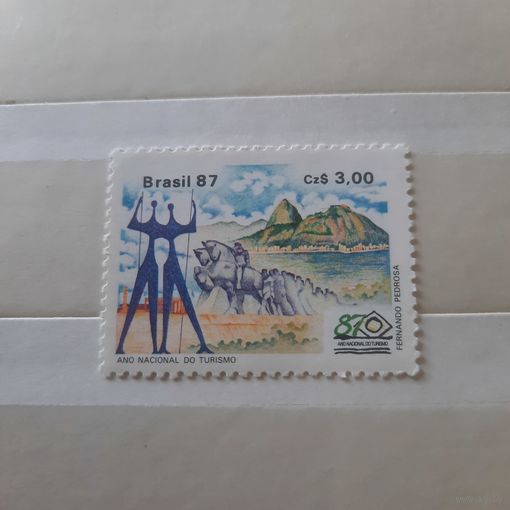 Brasil 87
Cz$ 3,00
FERNANDO PEDROSA
87
ANO NACIONAL DO TURISMO
ANO NACIONAL DO TURISMO